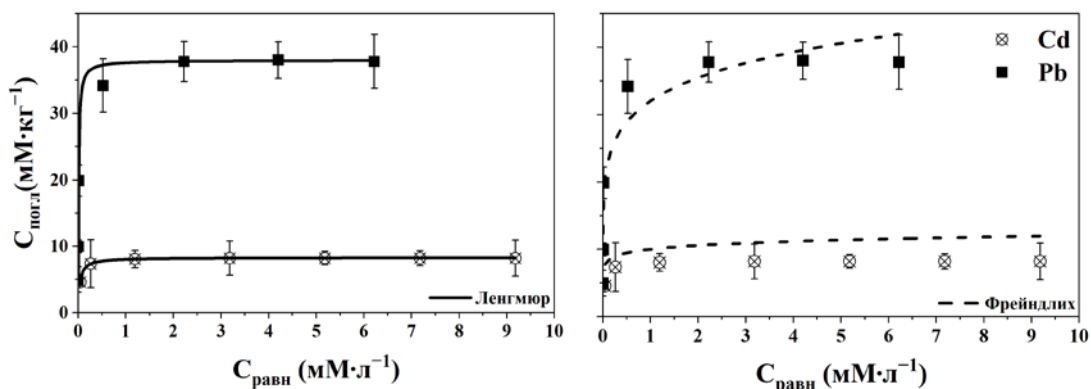 Cпогл(мМ·кг⁻¹)
40
30
20
10
0
0 1 2 3 4 5 6 7 8 9 10
Cравн (мМ·л⁻¹)
Ленгмюр
Cd
Pb
0 1 2 3 4 5 6 7 8 9 10
Cравн (мМ·л⁻¹)
Фрейндлих